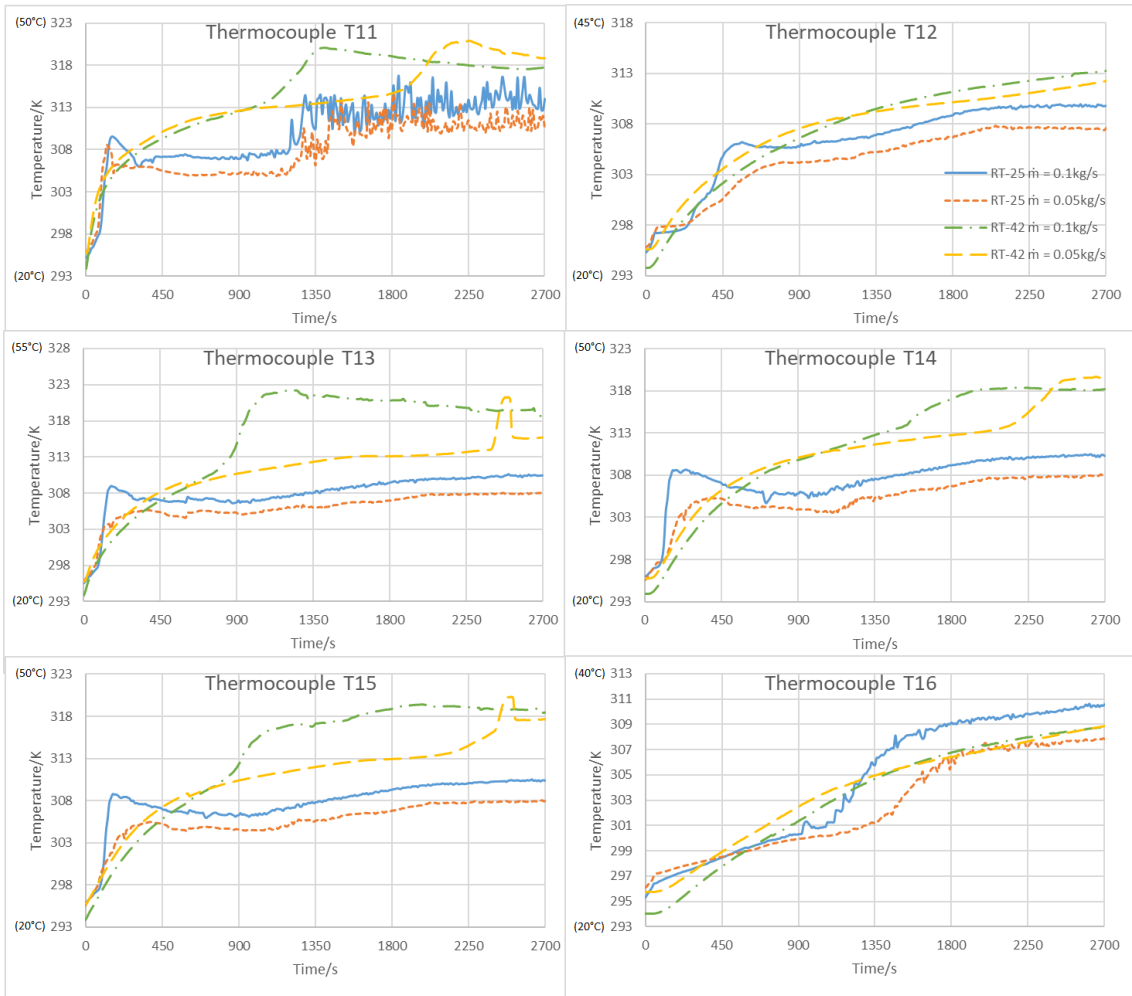 Thermocouple T11
(50°C) 323
318
313
308
303
298
(20°C) 293
0 450 900 1350 1800 2250 2700
Temperature/K
Time/s
Thermocouple T12
(45°C) 318
313
308
303
298
(20°C) 293
0 450 900 1350 1800 2250 2700
Temperature/K
Time/s
RT-25 ṁ = 0.1kg/s
RT-25 ṁ = 0.05kg/s
RT-42 ṁ = 0.1kg/s
RT-42 ṁ = 0.05kg/s
Thermocouple T13
(55°C) 328
323
318
313
308
303
298
(20°C) 293
0 450 900 1350 1800 2250 2700
Temperature/K
Time/s
Thermocouple T14
(50°C) 323
318
313
308
303
298
(20°C) 293
0 450 900 1350 1800 2250 2700
Temperature/K
Time/s
Thermocouple T15
(50°C) 323
318
313
308
303
298
(20°C) 293
0 450 900 1350 1800 2250 2700
Temperature/K
Time/s
Thermocouple T16
(40°C) 313
311
309
307
305
303
301
299
297
295
(20°C) 293
0 450 900 1350 1800 2250 2700
Temperature/K
Time/s